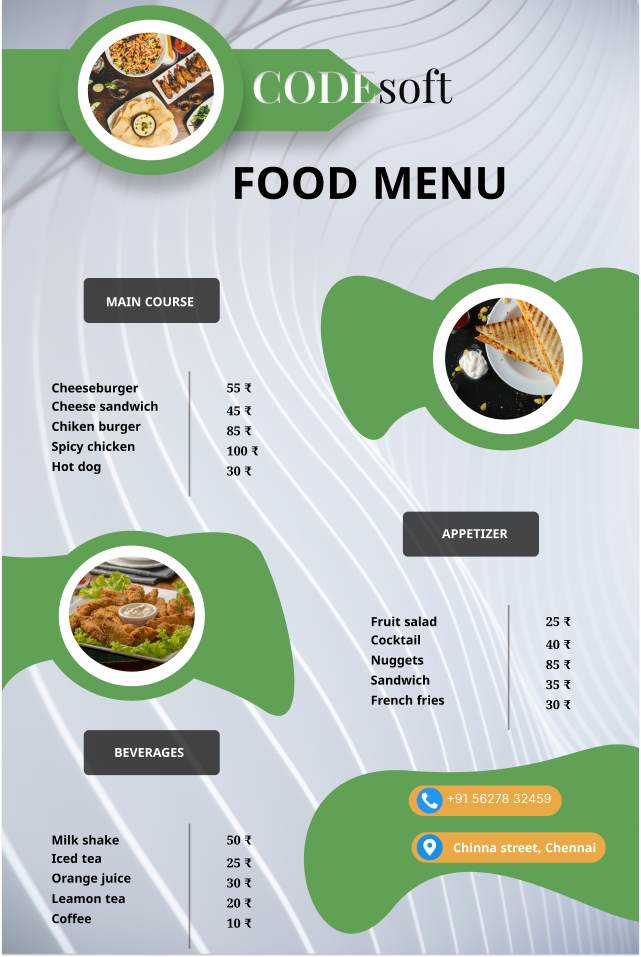 CODEsoft
FOOD MENU
MAIN COURSE
Cheeseburger 55 ₹
Cheese sandwich 45 ₹
Chiken burger 85 ₹
Spicy chicken 100 ₹
Hot dog 30 ₹
APPETIZER
Fruit salad 25 ₹
Cocktail 40 ₹
Nuggets 85 ₹
Sandwich 35 ₹
French fries 30 ₹
BEVERAGES
Milk shake 50 ₹
Iced tea 25 ₹
Orange juice 30 ₹
Leamon tea 20 ₹
Coffee 10 ₹
+91 56278 32459
Chinna street, Chennai